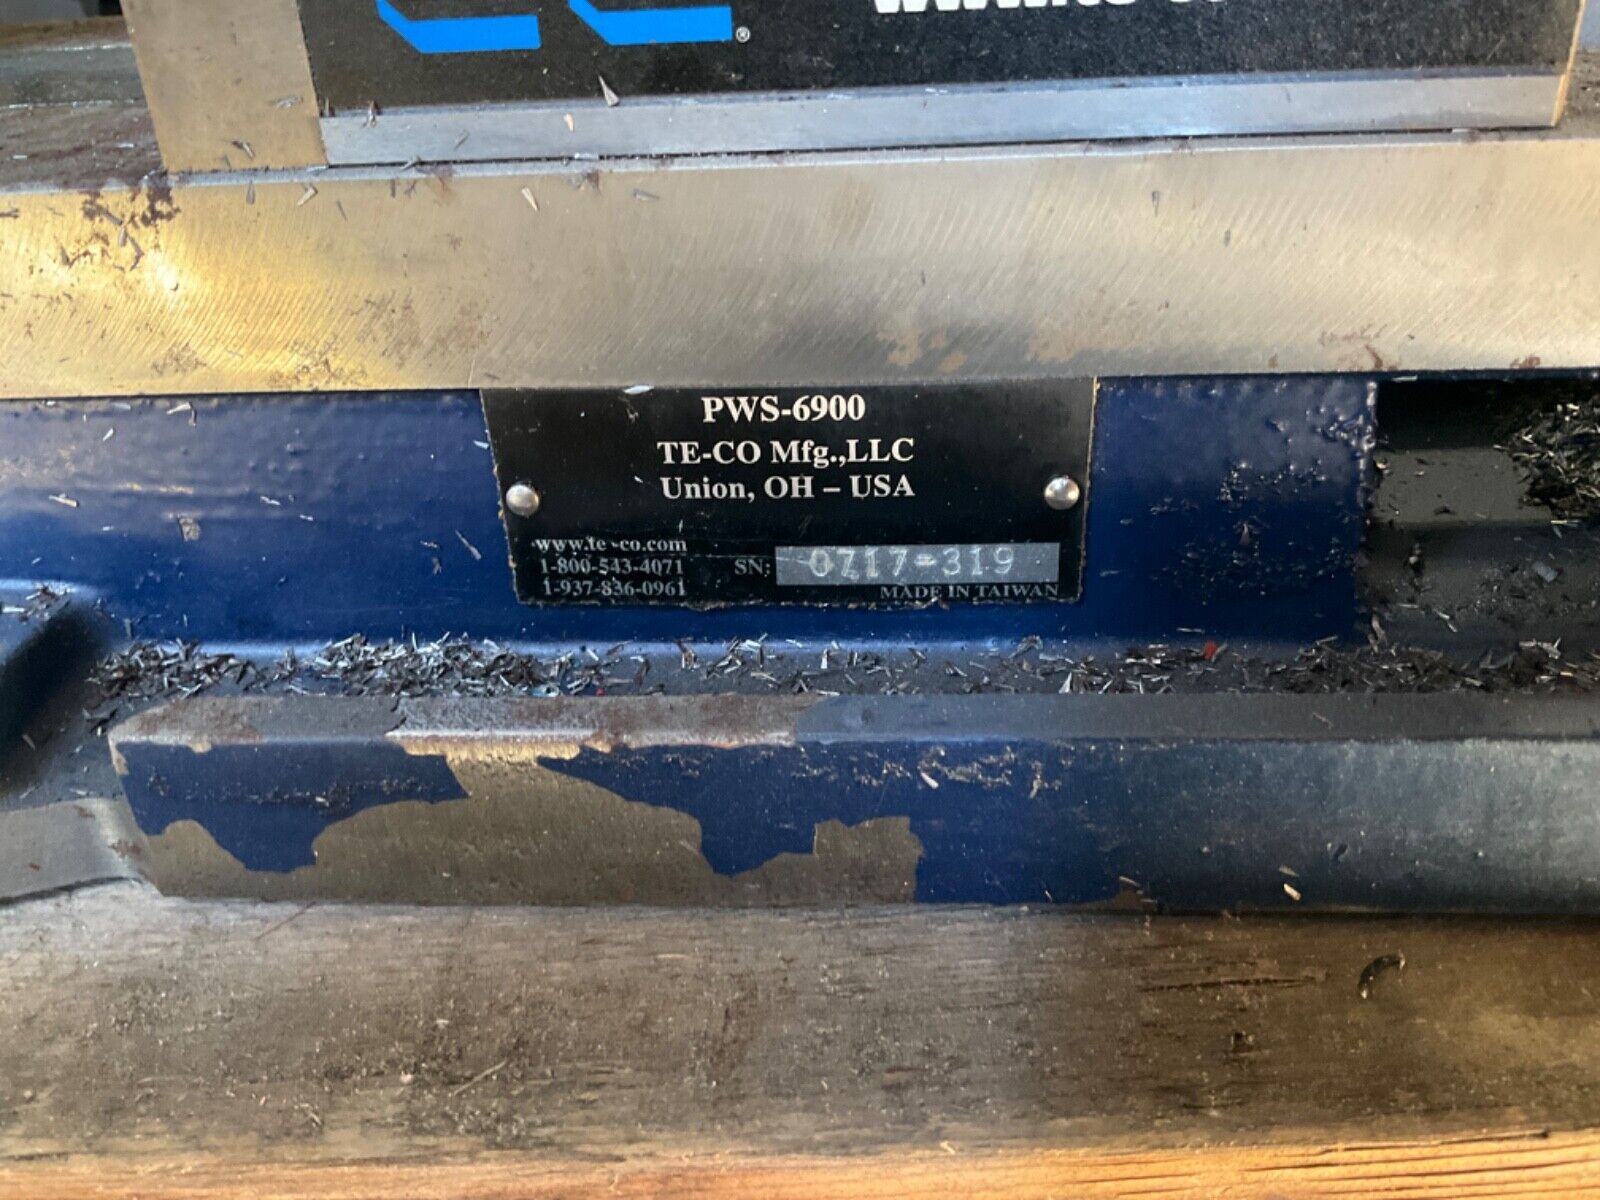 ®
PWS-6900
TE-CO Mfg.,LLC
Union, OH – USA
www.te-co.com
1-800-543-4071
SN: 0717-319
1-937-836-0961
MADE IN TAIWAN